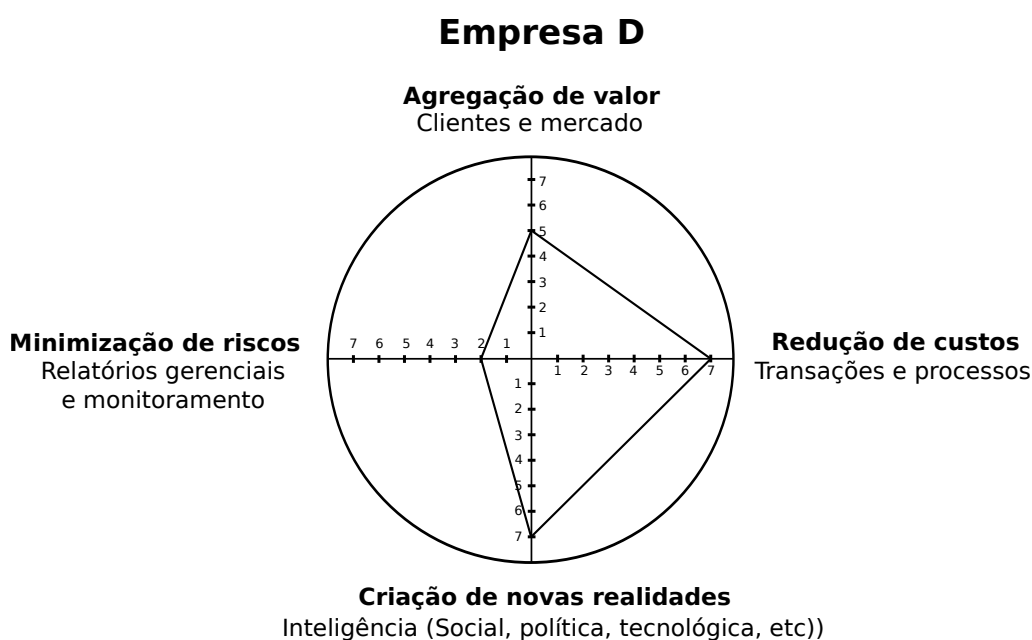 Empresa D
Agregação de valor
Clientes e mercado
7
6
5
4
3
2
1
Minimização de riscos
Relatórios gerenciais
e monitoramento
7 6 5 4 3 2 1
Redução de custos
Transações e processos
1 2 3 4 5 6 7
1
2
3
4
5
6
7
Criação de novas realidades
Inteligência (Social, política, tecnológica, etc))